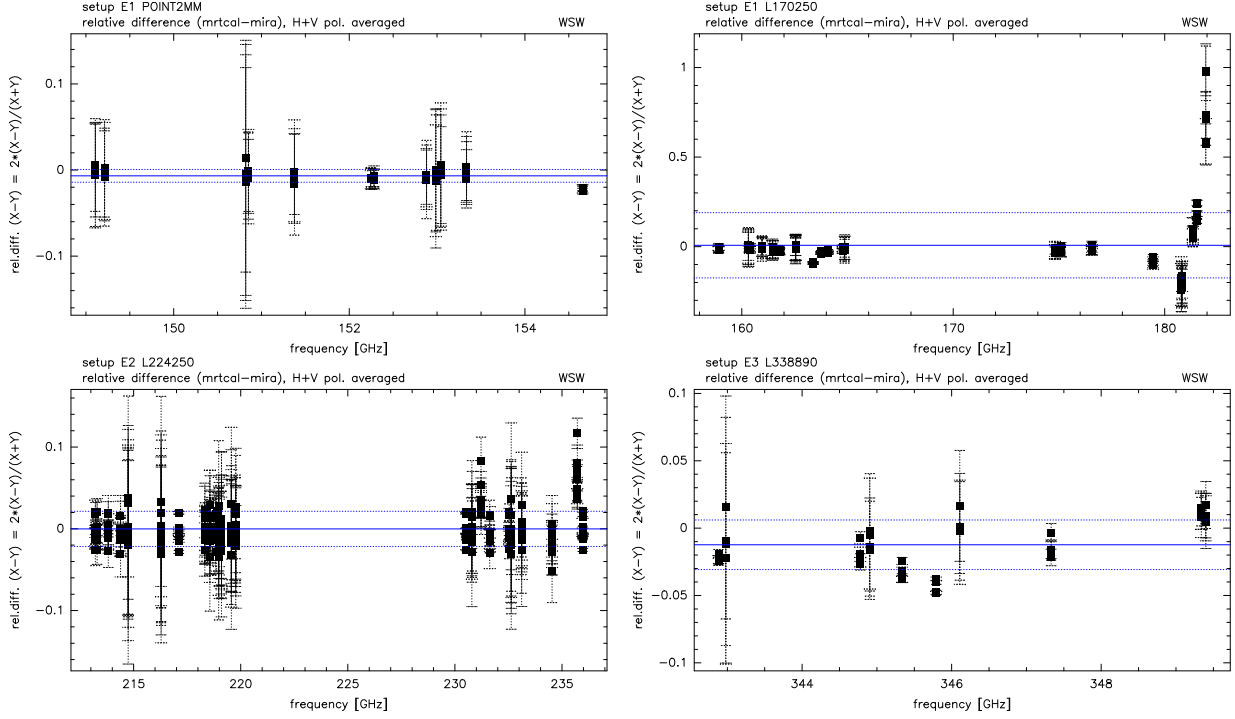 setup E1 POINT2MM
relative difference (mrtcal-mira), H+V pol. averaged WSW
rel.diff. (X-Y) = 2*(X-Y)/(X+Y)
0.1
0
-0.1
150 152 154
frequency [GHz]
setup E1 L170250
relative difference (mrtcal-mira), H+V pol. averaged WSW
rel.diff. (X-Y) = 2*(X-Y)/(X+Y)
1
0.5
0
160 170 180
frequency [GHz]
setup E2 L224250
relative difference (mrtcal-mira), H+V pol. averaged WSW
rel.diff. (X-Y) = 2*(X-Y)/(X+Y)
0.1
0
-0.1
215 220 225 230 235
frequency [GHz]
setup E3 L338890
relative difference (mrtcal-mira), H+V pol. averaged WSW
rel.diff. (X-Y) = 2*(X-Y)/(X+Y)
0.1
0.05
0
-0.05
-0.1
344 346 348
frequency [GHz]